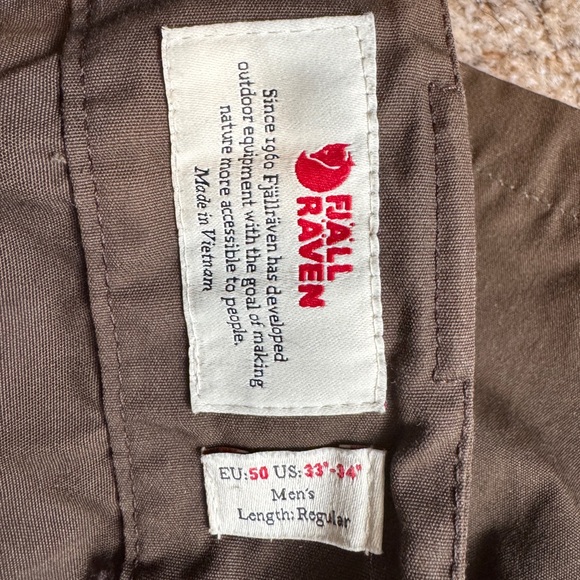 FJÄLL
RÄVEN
Since 1960 Fjällräven has developed
outdoor equipment with the goal of making
nature more accessible to people.
Made in Vietnam
EU:50 US:33"-34"
Men's
Length:Regular